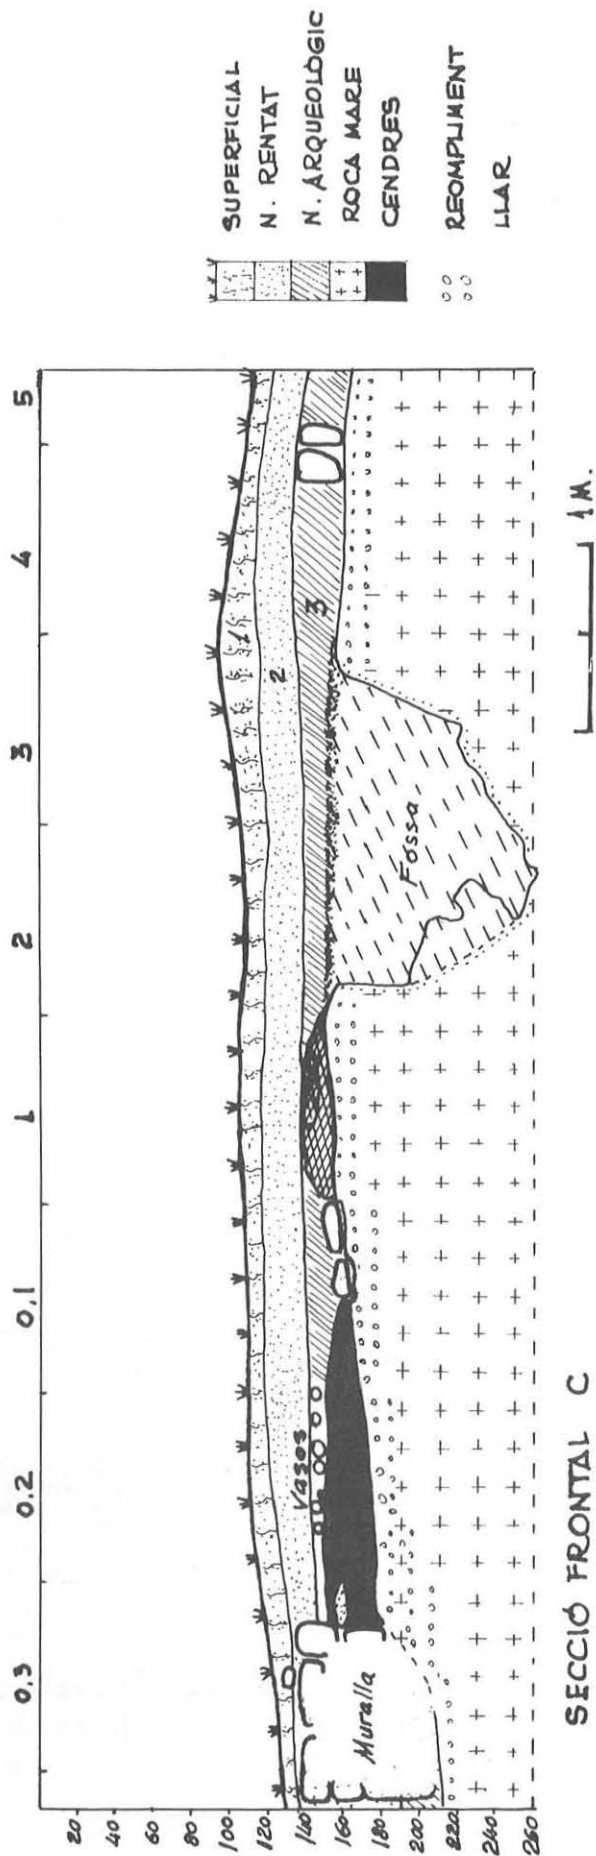 SUPERFICIAL
N. RENTAT
N. ARQUEOLÒGIC
ROCA MARE
CENDRES
REOMPLIMENT
LLAR
0,3 0,2 0,1 1 2 3 4 5
20
40
60
80
100
120
140
160
180
200
220
240
260
1
2
3
Vasos
Muralla
Fossa
1 M.
SECCIÓ FRONTAL C